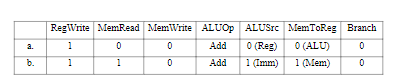 RegWrite MemRead MemWrite ALUOp ALUSrc MemToReg Branch
a. 1 0 0 Add 0 (Reg) 0 (ALU) 0
b. 1 1 0 Add 1 (Imm) 1 (Mem) 0